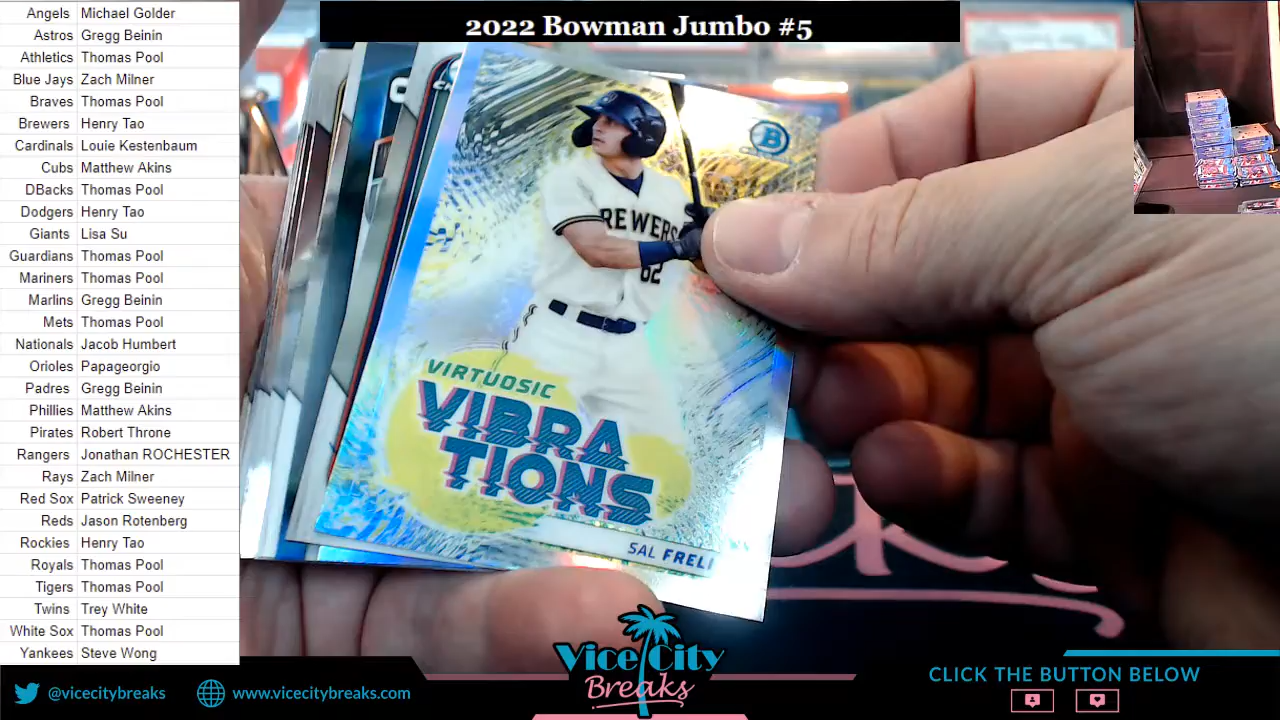 2022 Bowman Jumbo #5
Angels Michael Golder
Astros Gregg Beinin
Athletics Thomas Pool
Blue Jays Zach Milner
Braves Thomas Pool
Brewers Henry Tao
Cardinals Louie Kestenbaum
Cubs Matthew Akins
DBacks Thomas Pool
Dodgers Henry Tao
Giants Lisa Su
Guardians Thomas Pool
Mariners Thomas Pool
Marlins Gregg Beinin
Mets Thomas Pool
Nationals Jacob Humbert
Orioles Papageorgio
Padres Gregg Beinin
Phillies Matthew Akins
Pirates Robert Throne
Rangers Jonathan ROCHESTER
Rays Zach Milner
Red Sox Patrick Sweeney
Reds Jason Rotenberg
Rockies Henry Tao
Royals Thomas Pool
Tigers Thomas Pool
Twins Trey White
White Sox Thomas Pool
Yankees Steve Wong
B
REWERS
62
VIRTUOSIC
VIBRA
TIONS
SAL FRELI
@vicecitybreaks
www.vicecitybreaks.com
Vice City
Breaks
CLICK THE BUTTON BELOW